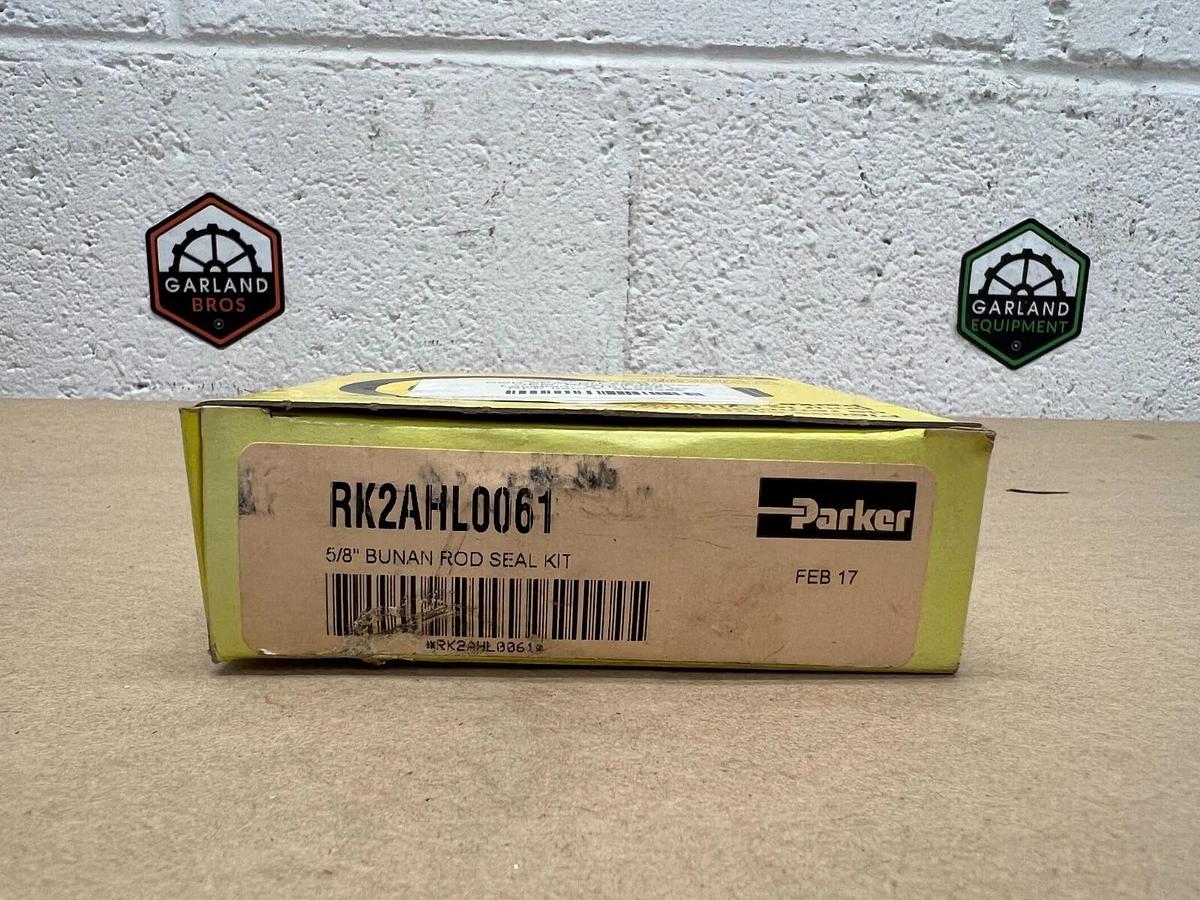 GARLAND
BROS
GARLAND
EQUIPMENT
RK2AHL0061
Parker
5/8" BUNAN ROD SEAL KIT
FEB 17
*RK2AHL0061*